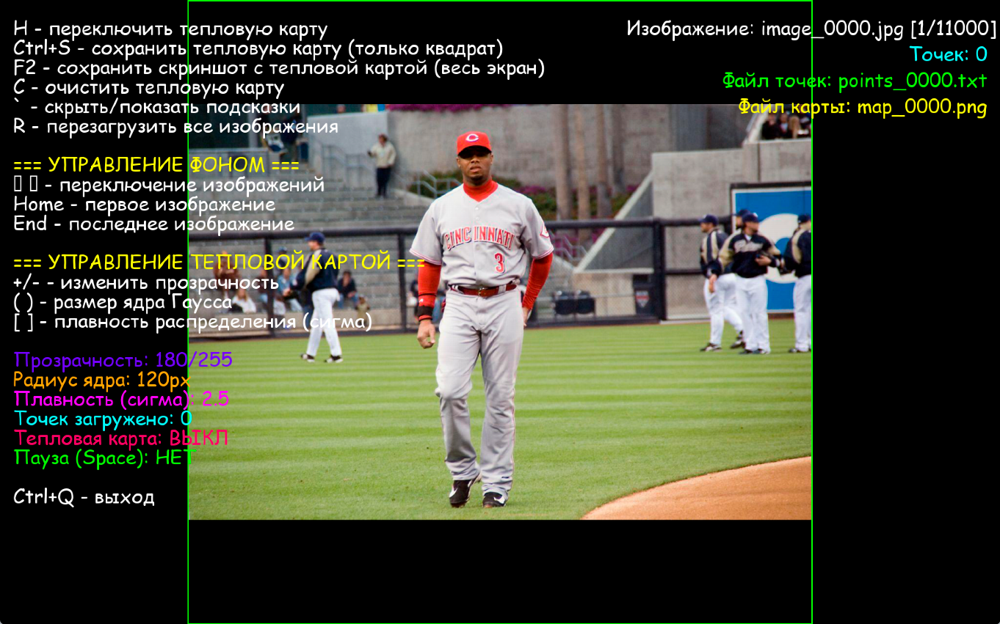 H - переключить тепловую карту
Ctrl+S - сохранить тепловую карту (только квадрат)
F2 - сохранить скриншот с тепловой картой (весь экран)
C - очистить тепловую карту
` - скрыть/показать подсказки
R - перезагрузить все изображения
=== УПРАВЛЕНИЕ ФОНОМ ===
▯ ▯ - переключение изображений
Home - первое изображение
End - последнее изображение
=== УПРАВЛЕНИЕ ТЕПЛОВОЙ КАРТОЙ ===
+/- - изменить прозрачность
( ) - размер ядра Гаусса
[ ] - плавность распределения (сигма)
Прозрачность: 180/255
Радиус ядра: 120px
Плавность (сигма): 2.5
Точек загружено: 0
Тепловая карта: ВЫКЛ
Пауза (Space): НЕТ
Ctrl+Q - выход
Изображение: image_0000.jpg [1/11000]
Точек: 0
Файл точек: points_0000.txt
Файл карты: map_0000.png
C
CINCINNATI
3